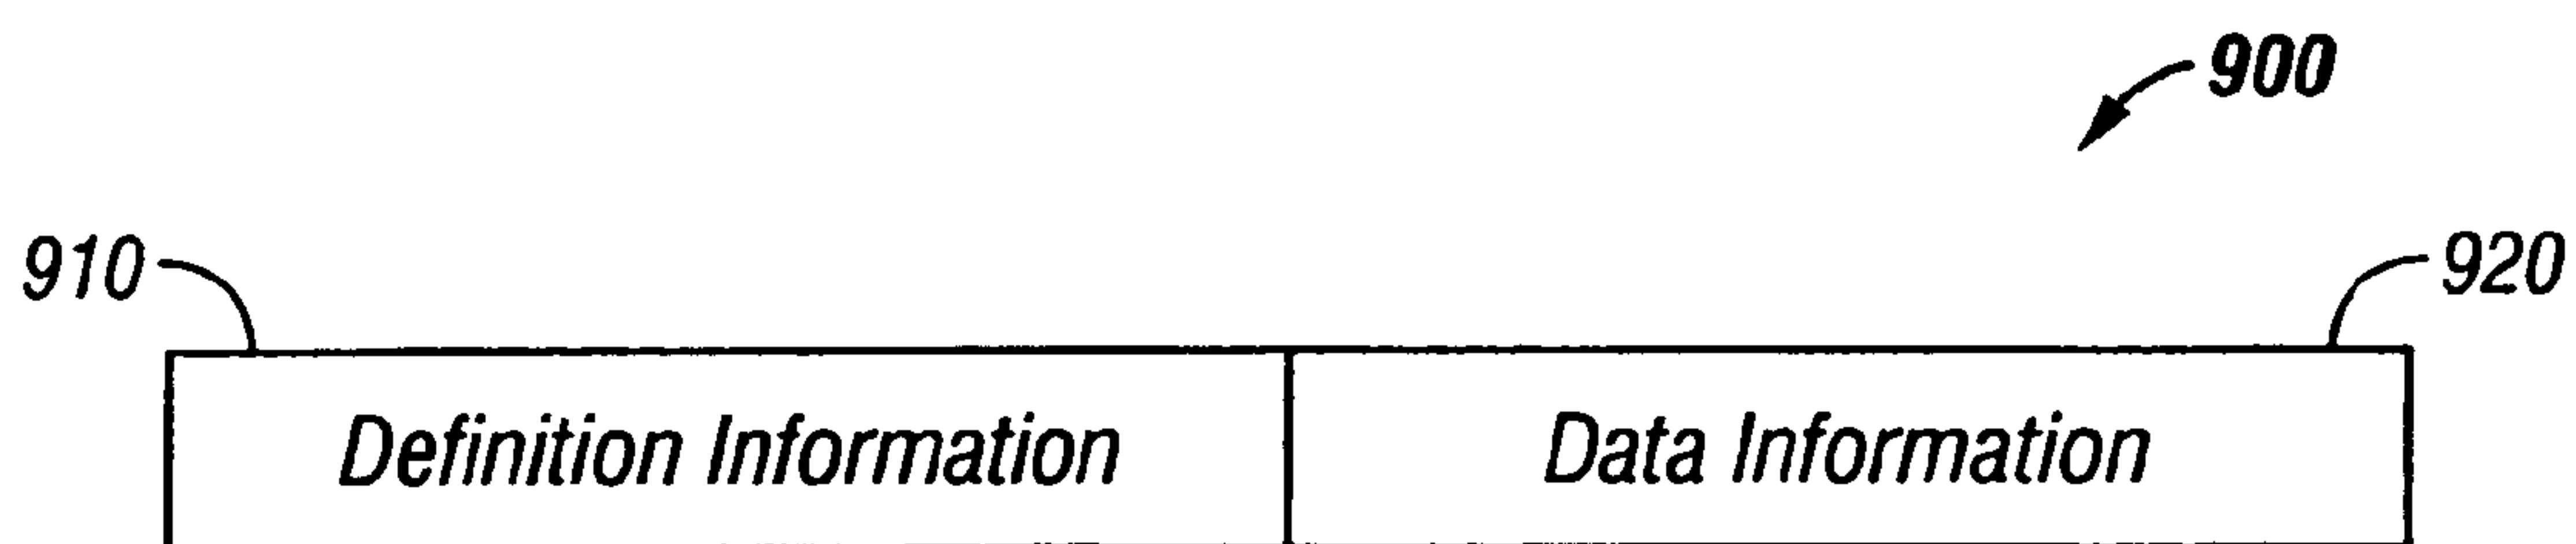 900
910
920
Definition Information
Data Information